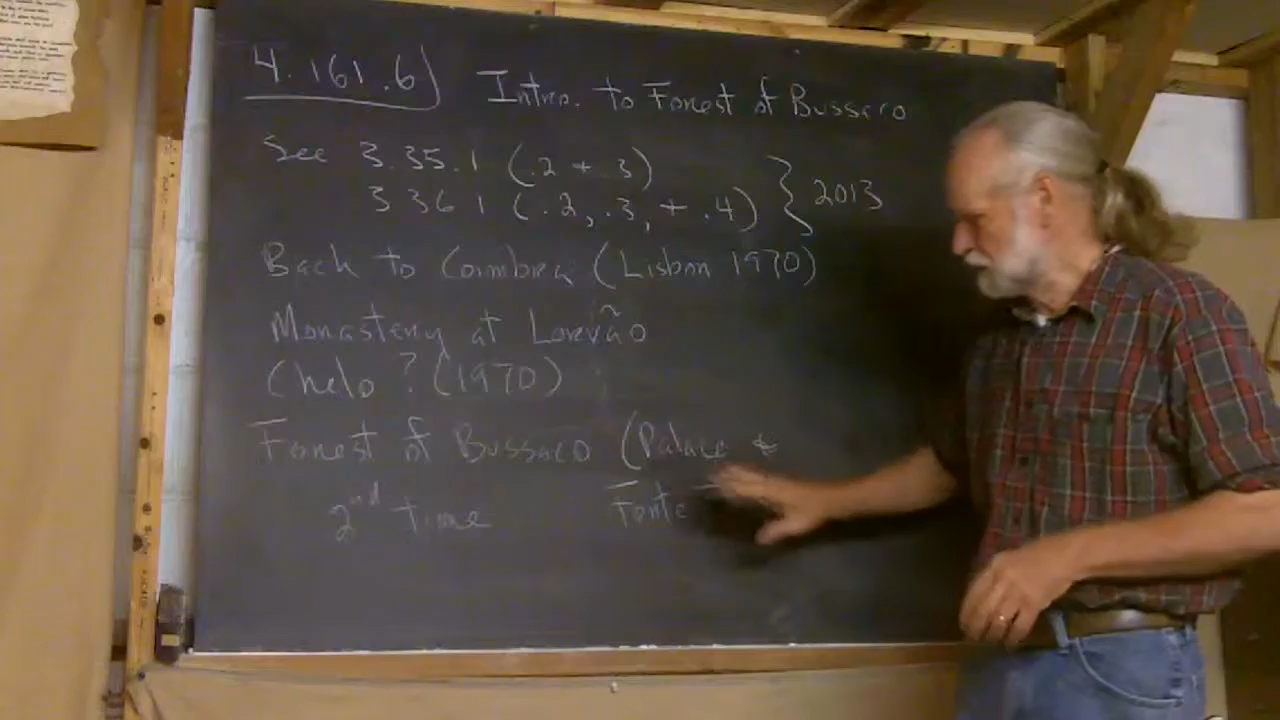 4.161.6) Intro. to Forest of Bussaco
See 3.35.1 (.2 + .3)
3 36 1 (.2, .3, + .4) } 2013
Back to Coimbra (Lisbon 1970)
Monastery at Lorvão
Chelo? (1970)
Forest of Bussaco (Palace &
2nd time Fonte